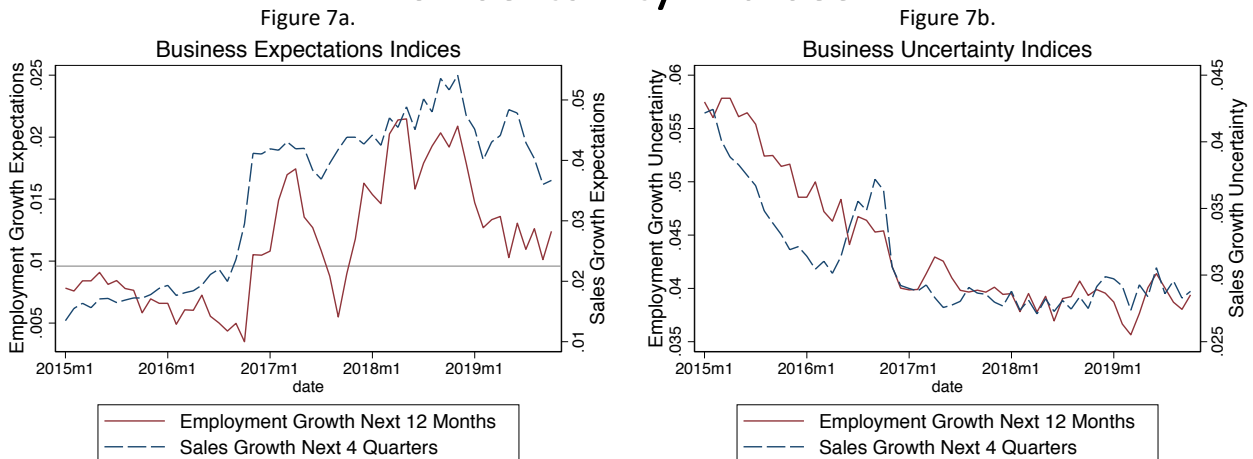 Figure 7a.
Business Expectations Indices
Employment Growth Expectations
.005 .01 .015 .02 .025
Sales Growth Expectations
.01 .02 .03 .04 .05
2015m1 2016m1 2017m1 2018m1 2019m1
date
Employment Growth Next 12 Months
Sales Growth Next 4 Quarters
Figure 7b.
Business Uncertainty Indices
Employment Growth Uncertainty
.035 .04 .045 .05 .055 .06
Sales Growth Uncertainty
.025 .03 .035 .04 .045
2015m1 2016m1 2017m1 2018m1 2019m1
date
Employment Growth Next 12 Months
Sales Growth Next 4 Quarters